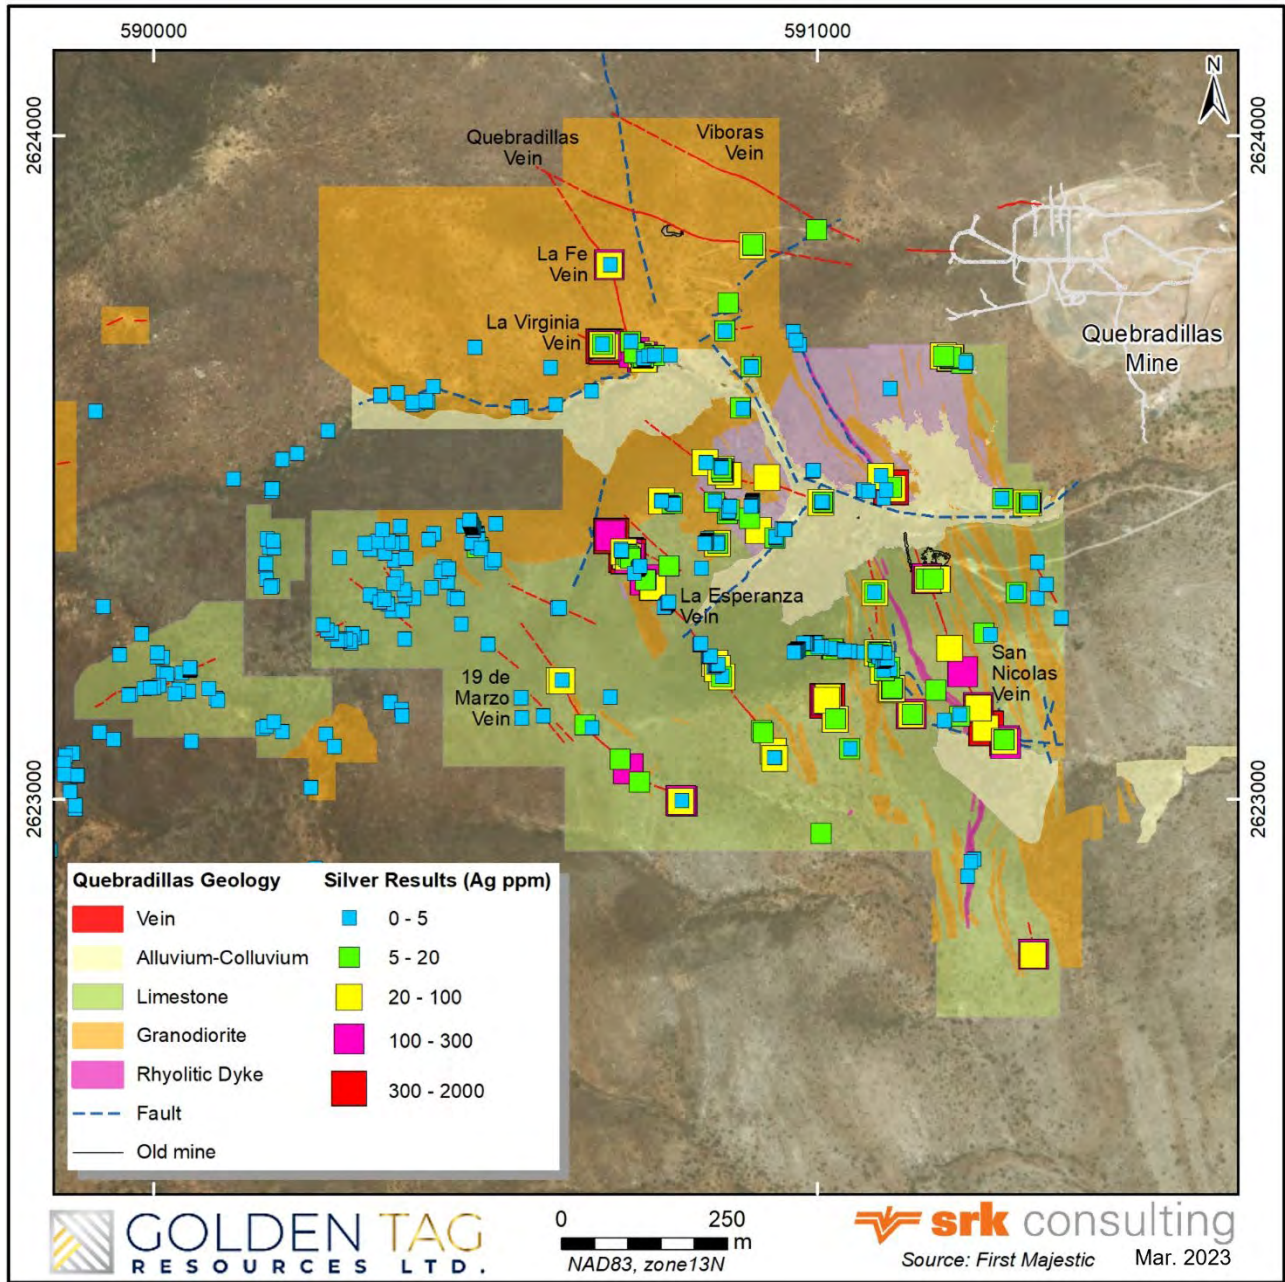 590000
591000
N
2624000
2624000
Quebradillas
Vein
Viboras
Vein
La Fe
Vein
La Virginia
Vein
Quebradillas
Mine
La Esperanza
Vein
19 de
Marzo
Vein
San
Nicolas
Vein
2623000
2623000
Quebradillas Geology
Vein
Alluvium-Colluvium
Limestone
Granodiorite
Rhyolitic Dyke
Fault
Old mine
Silver Results (Ag ppm)
0 - 5
5 - 20
20 - 100
100 - 300
300 - 2000
GOLDEN TAG
RESOURCES LTD.
0 250
m
NAD83, zone13N
srk consulting
Source: First Majestic Mar. 2023